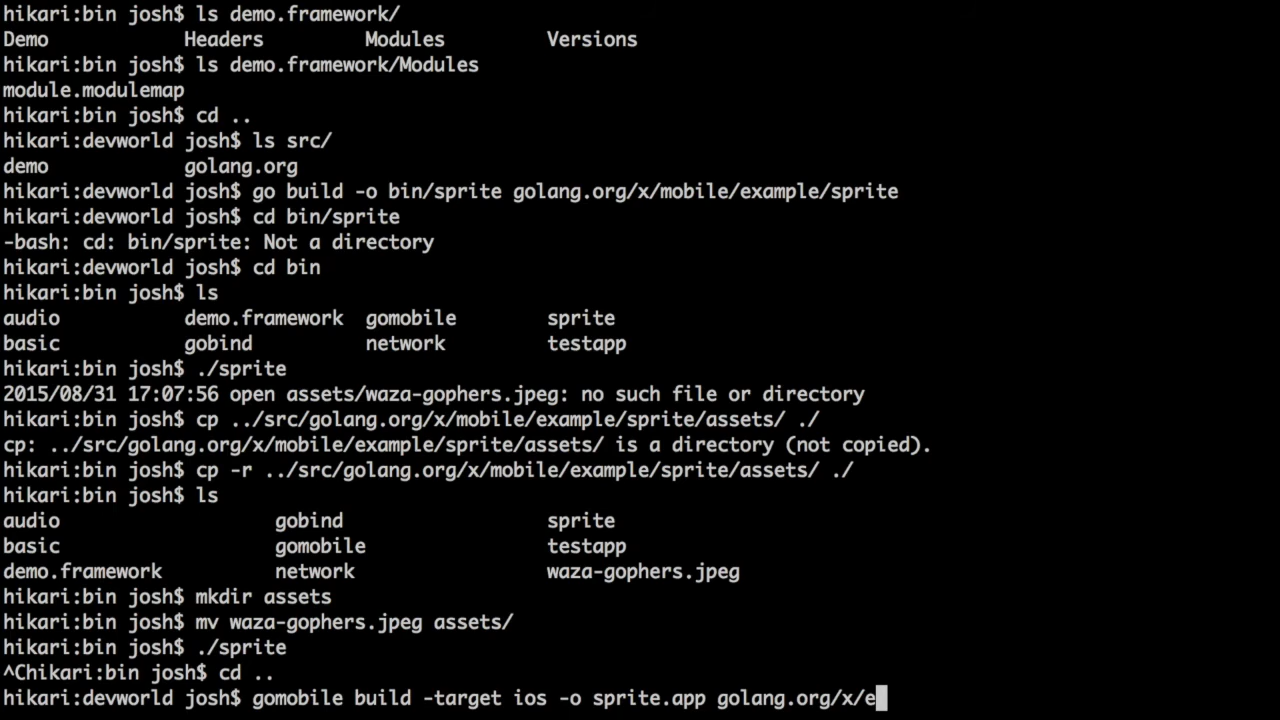 hikari:bin josh$ ls demo.framework/
Demo Headers Modules Versions
hikari:bin josh$ ls demo.framework/Modules
module.modulemap
hikari:bin josh$ cd ..
hikari:devworld josh$ ls src/
demo golang.org
hikari:devworld josh$ go build -o bin/sprite golang.org/x/mobile/example/sprite
hikari:devworld josh$ cd bin/sprite
-bash: cd: bin/sprite: Not a directory
hikari:devworld josh$ cd bin
hikari:bin josh$ ls
audio demo.framework gomobile sprite
basic gobind network testapp
hikari:bin josh$ ./sprite
2015/08/31 17:07:56 open assets/waza-gophers.jpeg: no such file or directory
hikari:bin josh$ cp ../src/golang.org/x/mobile/example/sprite/assets/ ./
cp: ../src/golang.org/x/mobile/example/sprite/assets/ is a directory (not copied).
hikari:bin josh$ cp -r ../src/golang.org/x/mobile/example/sprite/assets/ ./
hikari:bin josh$ ls
audio gobind sprite
basic gomobile testapp
demo.framework network waza-gophers.jpeg
hikari:bin josh$ mkdir assets
hikari:bin josh$ mv waza-gophers.jpeg assets/
hikari:bin josh$ ./sprite
^Chikari:bin josh$ cd ..
hikari:devworld josh$ gomobile build -target ios -o sprite.app golang.org/x/e